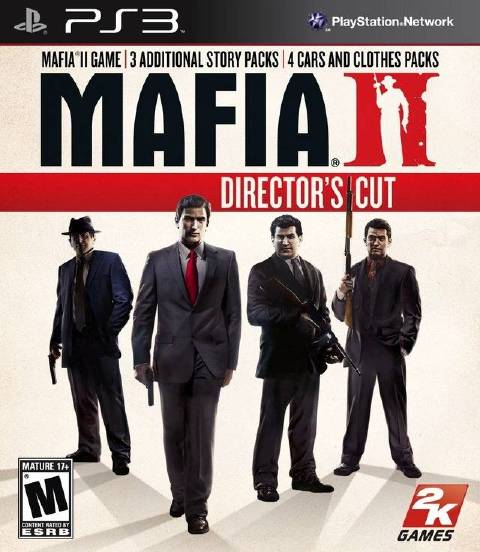 PS3
PlayStation®Network
MAFIA®II GAME | 3 ADDITIONAL STORY PACKS | 4 CARS AND CLOTHES PACKS
MAFIA® II
DIRECTOR'S CUT
MATURE 17+
M
CONTENT RATED BY
ESRB
2K
GAMES